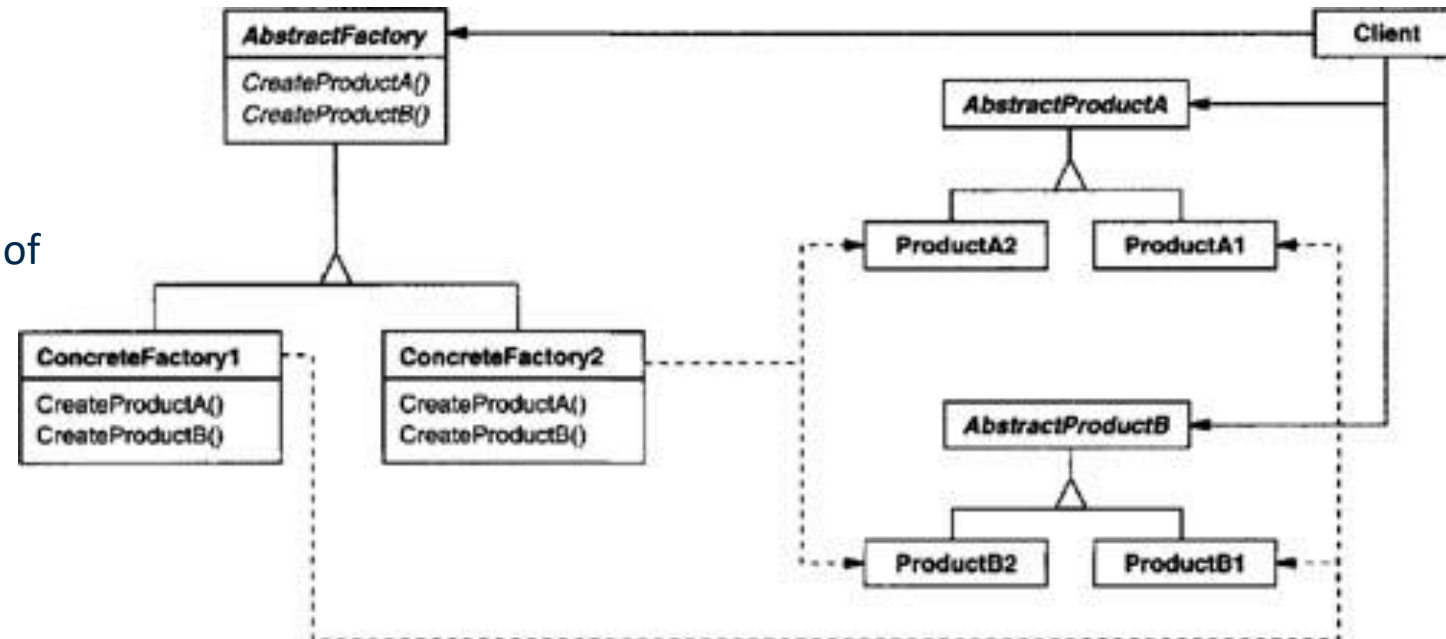 AbstractFactory
CreateProductA()
CreateProductB()
Client
AbstractProductA
of
ProductA2
ProductA1
ConcreteFactory1
CreateProductA()
CreateProductB()
ConcreteFactory2
CreateProductA()
CreateProductB()
AbstractProductB
ProductB2
ProductB1